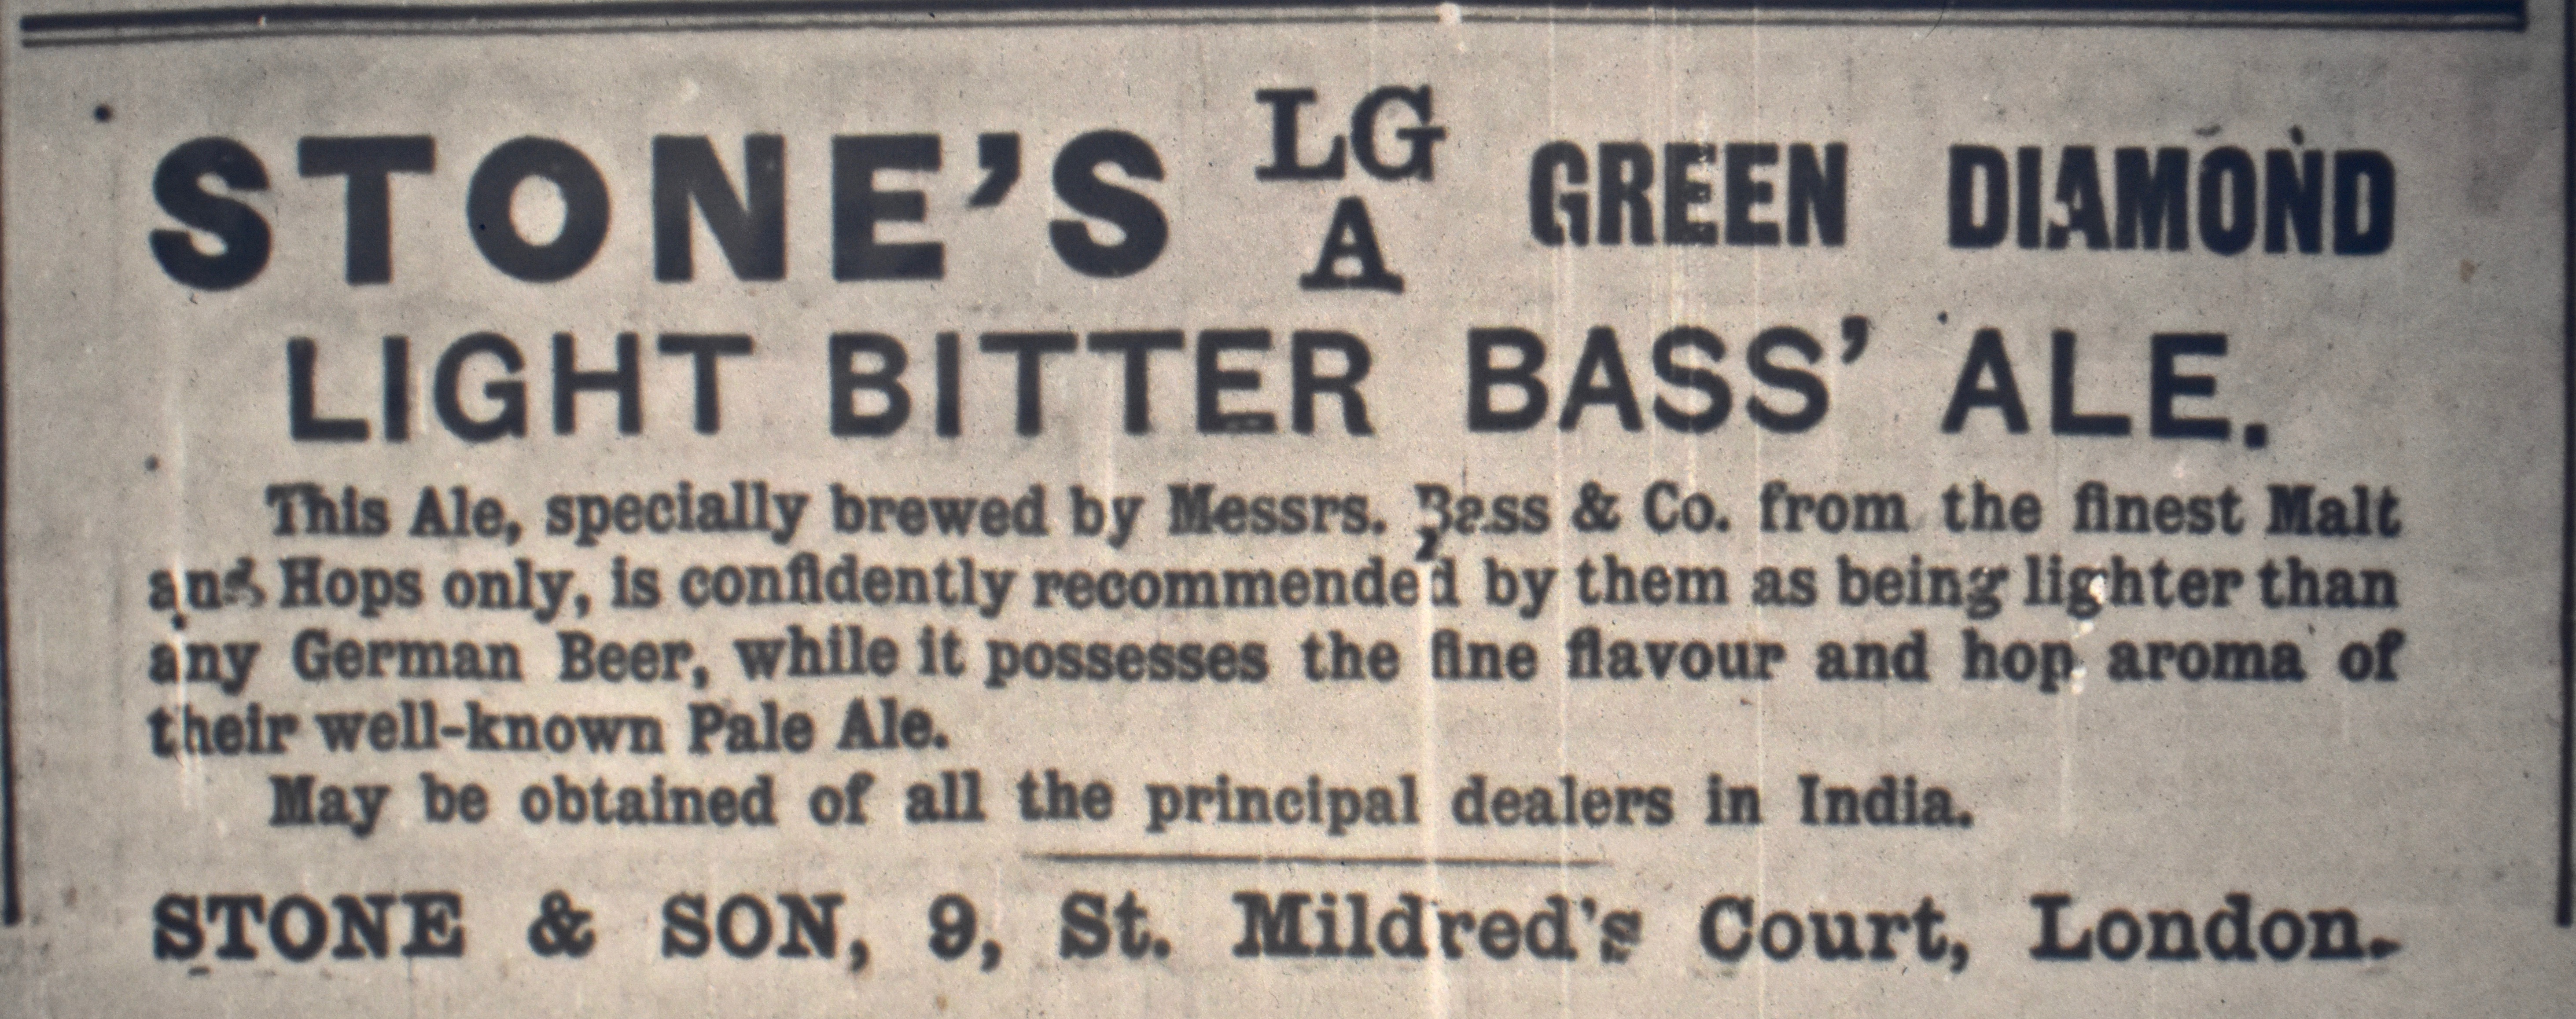 STONE'S LG A GREEN DIAMOND
LIGHT BITTER BASS' ALE.
This Ale, specially brewed by Messrs. Bass & Co. from the finest Malt
and Hops only, is confidently recommended by them as being lighter than
any German Beer, while it possesses the fine flavour and hop aroma of
their well-known Pale Ale.
May be obtained of all the principal dealers in India.
STONE & SON, 9, St. Mildred's Court, London.